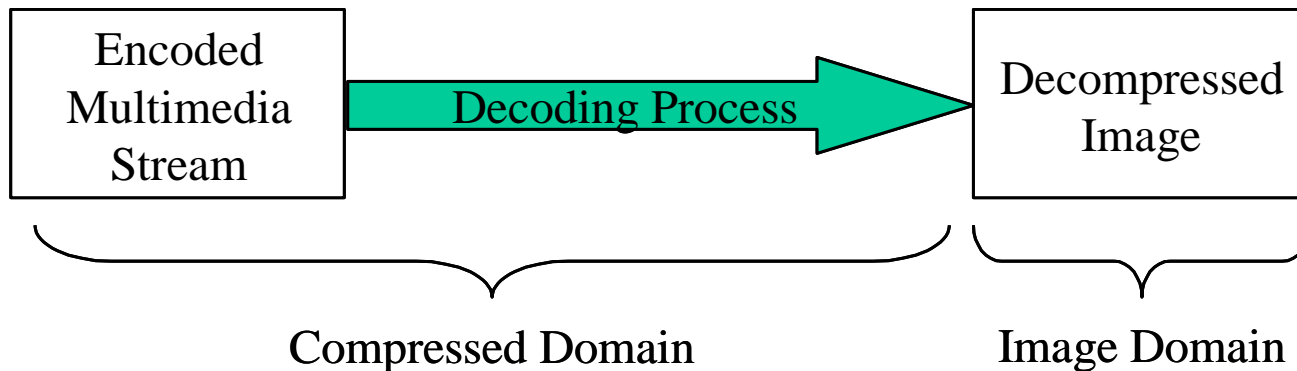 Encoded
Multimedia
Stream
Decoding Process
Decompressed
Image
Compressed Domain
Image Domain